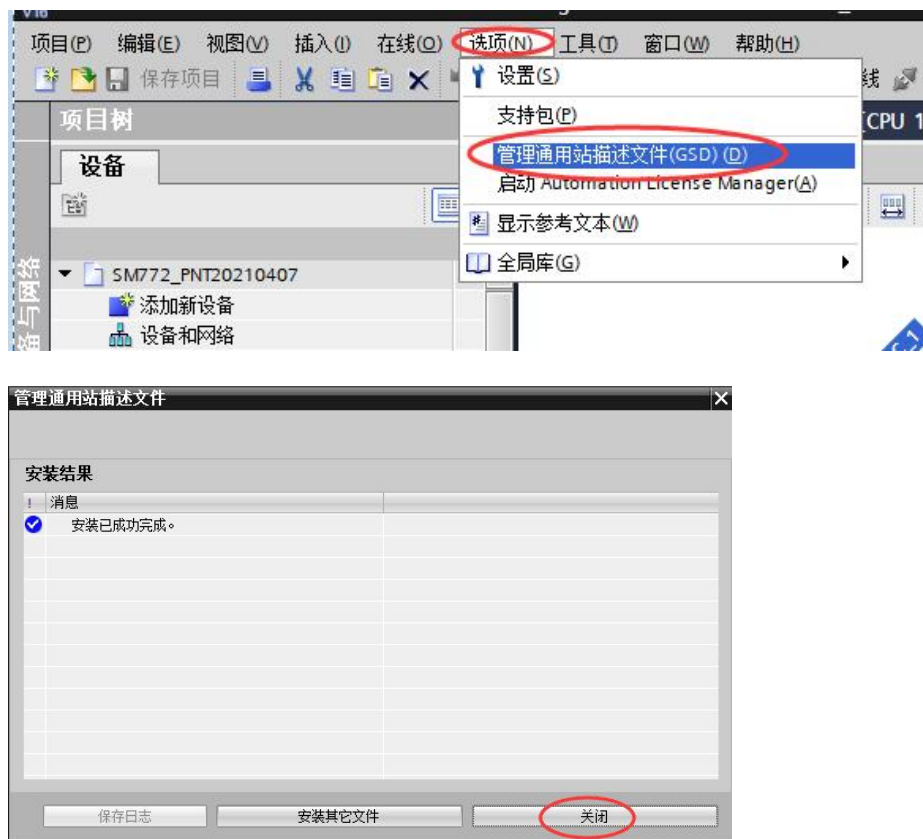 V16
项目(P) 编辑(E) 视图(V) 插入(I) 在线(O) 选项(N) 工具(T) 窗口(W) 帮助(H)
保存项目 设置(S) 线
项目树 支持包(P) [CPU 1
设备 管理通用站描述文件(GSD) (D)
启动 Automation License Manager(A)
显示参考文本(W)
SM772_PNT20210407 全局库(G)
添加新设备
设备和网络
络与网络
管理通用站描述文件
安装结果
! 消息
安装已成功完成。
保存日志 安装其它文件 关闭